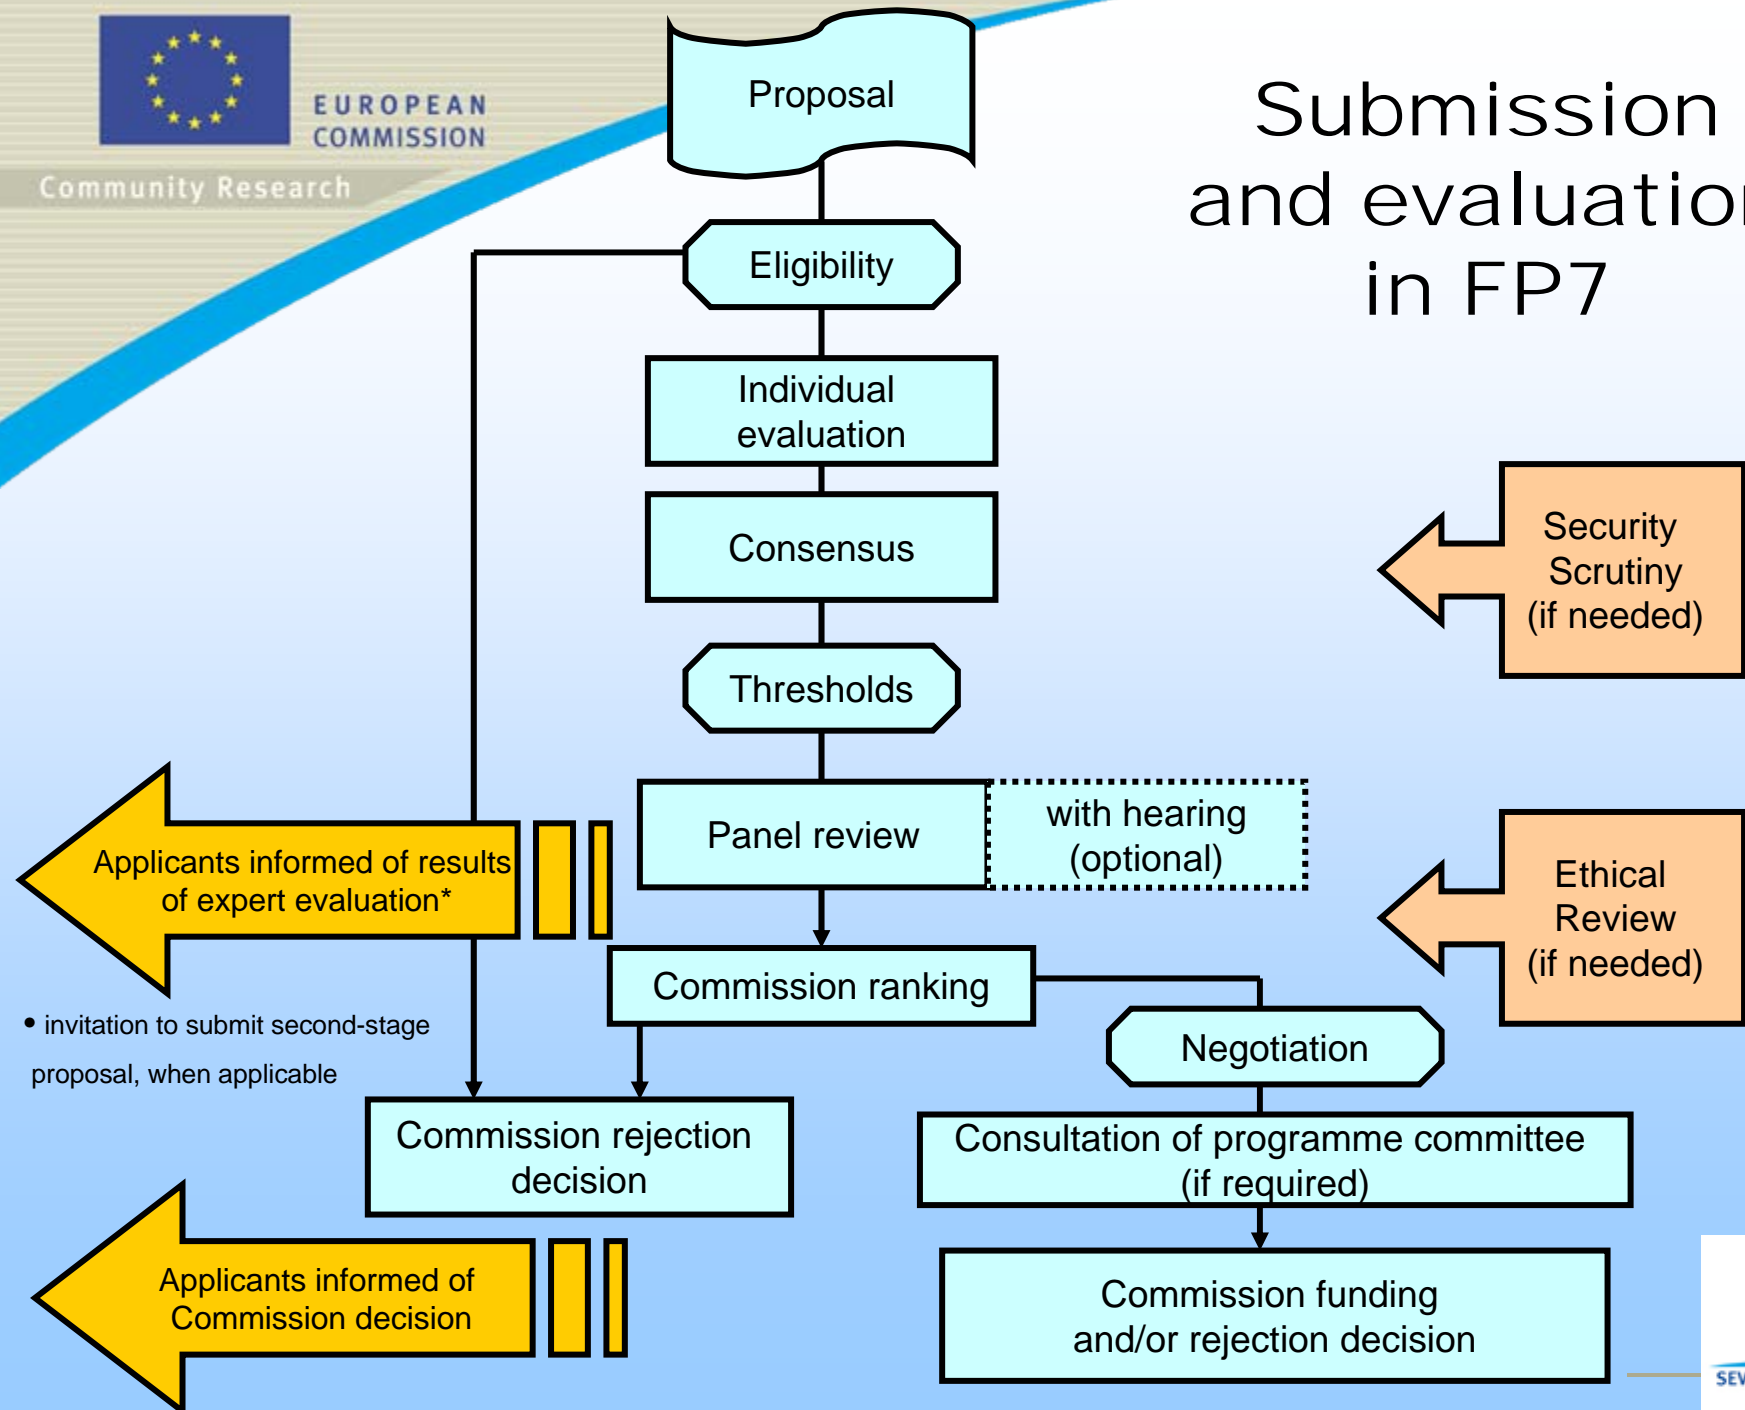 EUROPEAN
COMMISSION
Community Research
Submission
and evaluation
in FP7
Proposal
Eligibility
Individual
evaluation
Consensus
Security
Scrutiny
(if needed)
Thresholds
Panel review
with hearing
(optional)
Applicants informed of results
of expert evaluation*
Ethical
Review
(if needed)
Commission ranking
• invitation to submit second-stage
proposal, when applicable
Negotiation
Commission rejection
decision
Consultation of programme committee
(if required)
Applicants informed of
Commission decision
Commission funding
and/or rejection decision